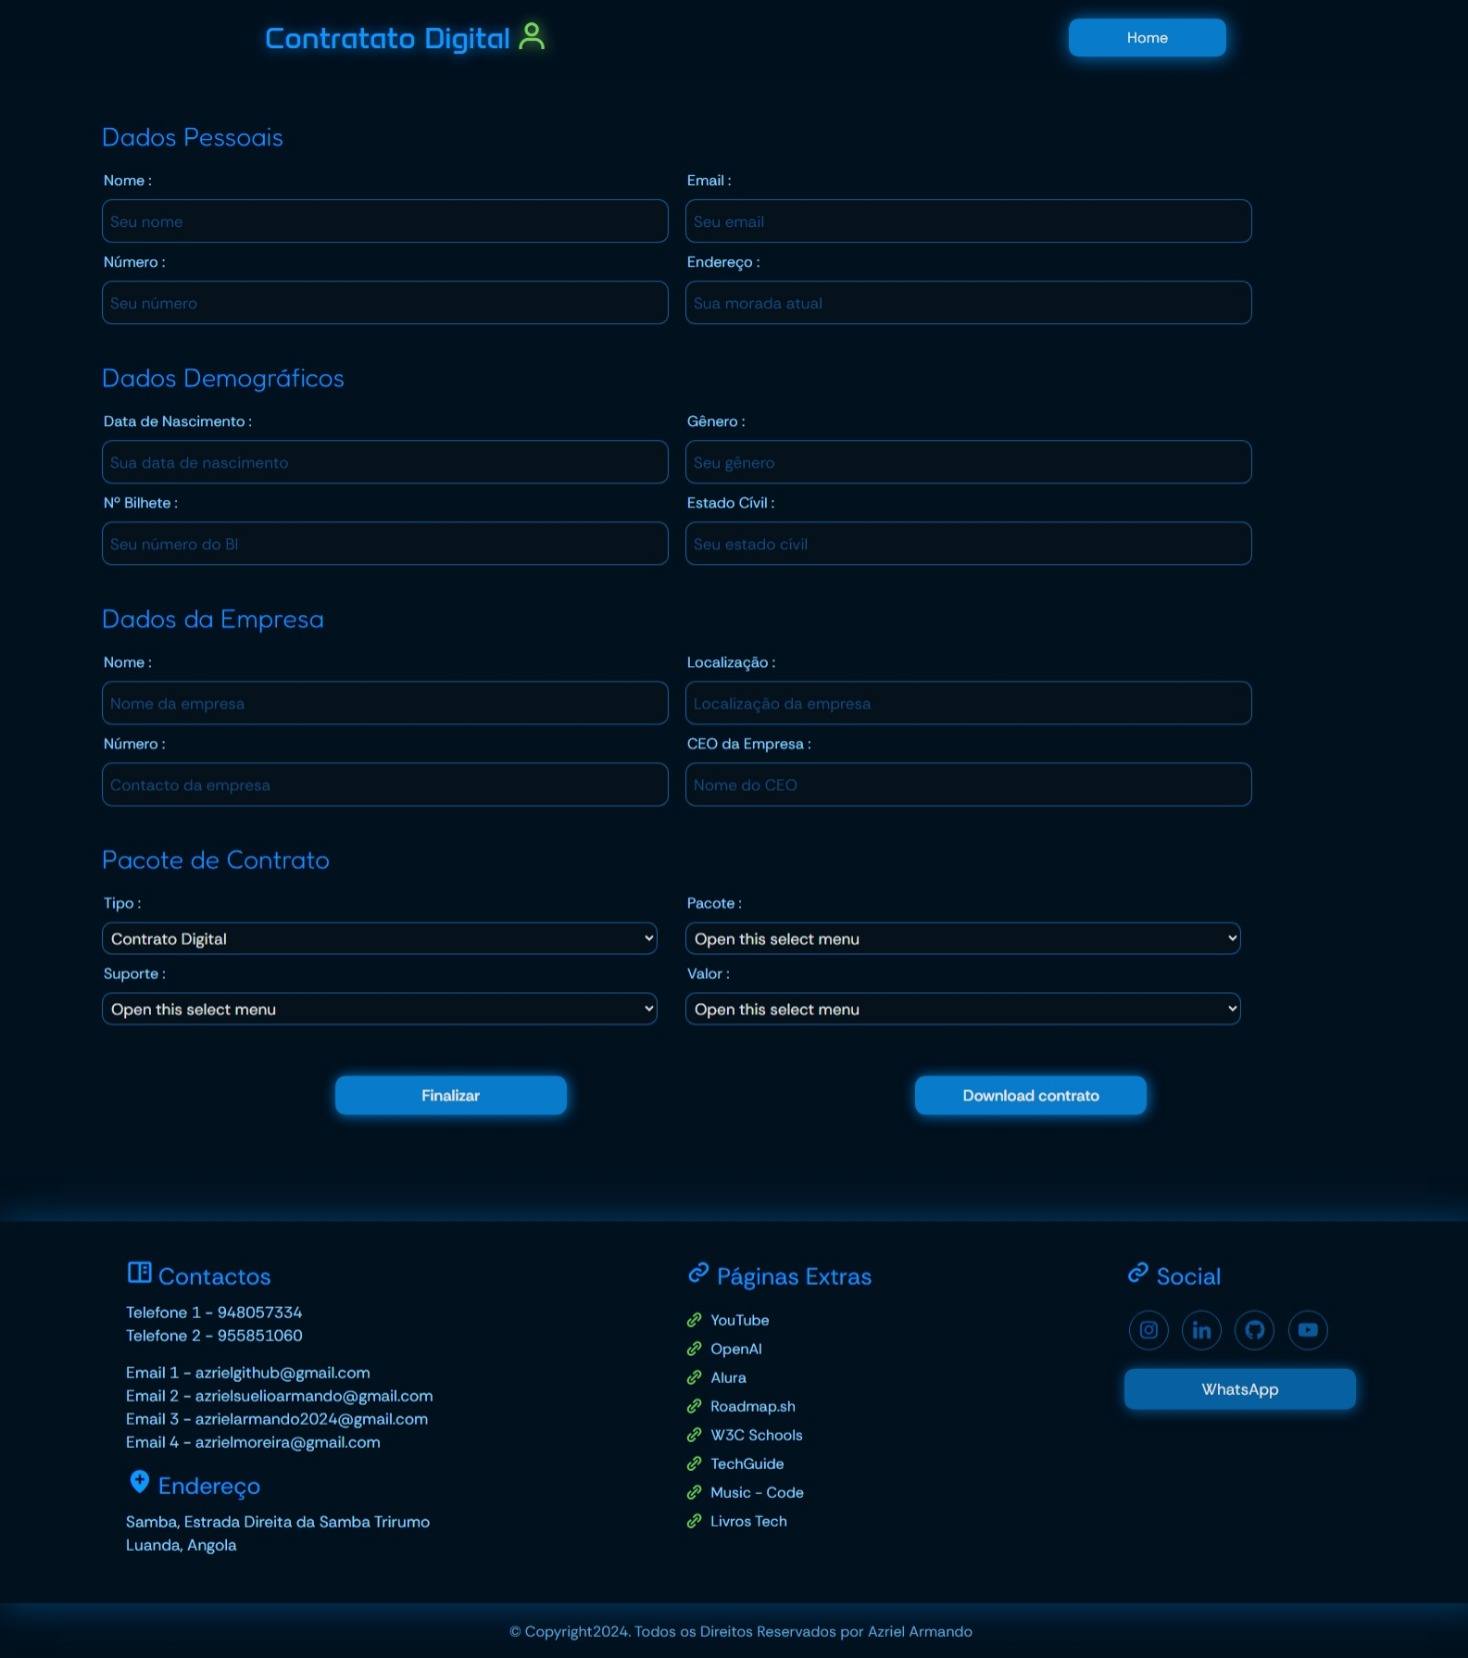 Contratato Digital
Home
Dados Pessoais
Nome :
Email :
Seu nome
Seu email
Número :
Endereço :
Seu número
Sua morada atual
Dados Demográficos
Data de Nascimento :
Gênero :
Sua data de nascimento
Seu gênero
Nº Bilhete :
Estado Cívil :
Seu número do BI
Seu estado cívil
Dados da Empresa
Nome :
Localização :
Nome da empresa
Localização da empresa
Número :
CEO da Empresa :
Contacto da empresa
Nome do CEO
Pacote de Contrato
Tipo :
Pacote :
Contrato Digital
Open this select menu
Suporte :
Valor :
Open this select menu
Open this select menu
Finalizar
Download contrato
Contactos
Telefone 1 - 948057334
Telefone 2 - 955851060
Email 1 - azrielgithub@gmail.com
Email 2 - azrielsuelioarmando@gmail.com
Email 3 - azrielarmando2024@gmail.com
Email 4 - azrielmoreira@gmail.com
Endereço
Samba, Estrada Direita da Samba Trirumo
Luanda, Angola
Páginas Extras
YouTube
OpenAI
Alura
Roadmap.sh
W3C Schools
TechGuide
Music - Code
Livros Tech
Social
WhatsApp
© Copyright2024. Todos os Direitos Reservados por Azriel Armando